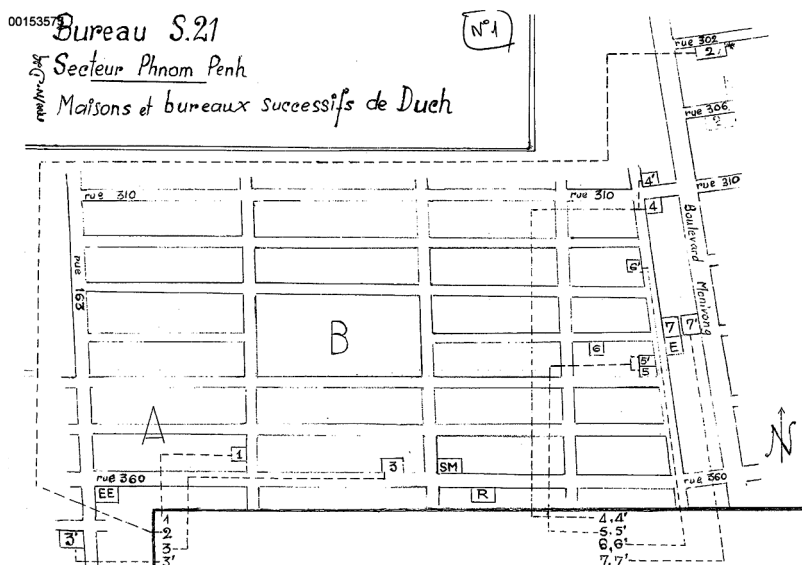 00153579
Bureau S.21
N°1
Secteur Phnom Penh
Maisons et bureaux successifs de Duch
rue 302
2
rue 306
2
rue 310
rue 310
4'
rue 310
4
Boulevard Monivong
rue 163
6'
B
7
7'
E
6
5'
5
A
N
1
3
SM
rue 360
rue 360
EE
R
1
2
3
3'
3'
4,4'
5.5'
6,6'
7,7'